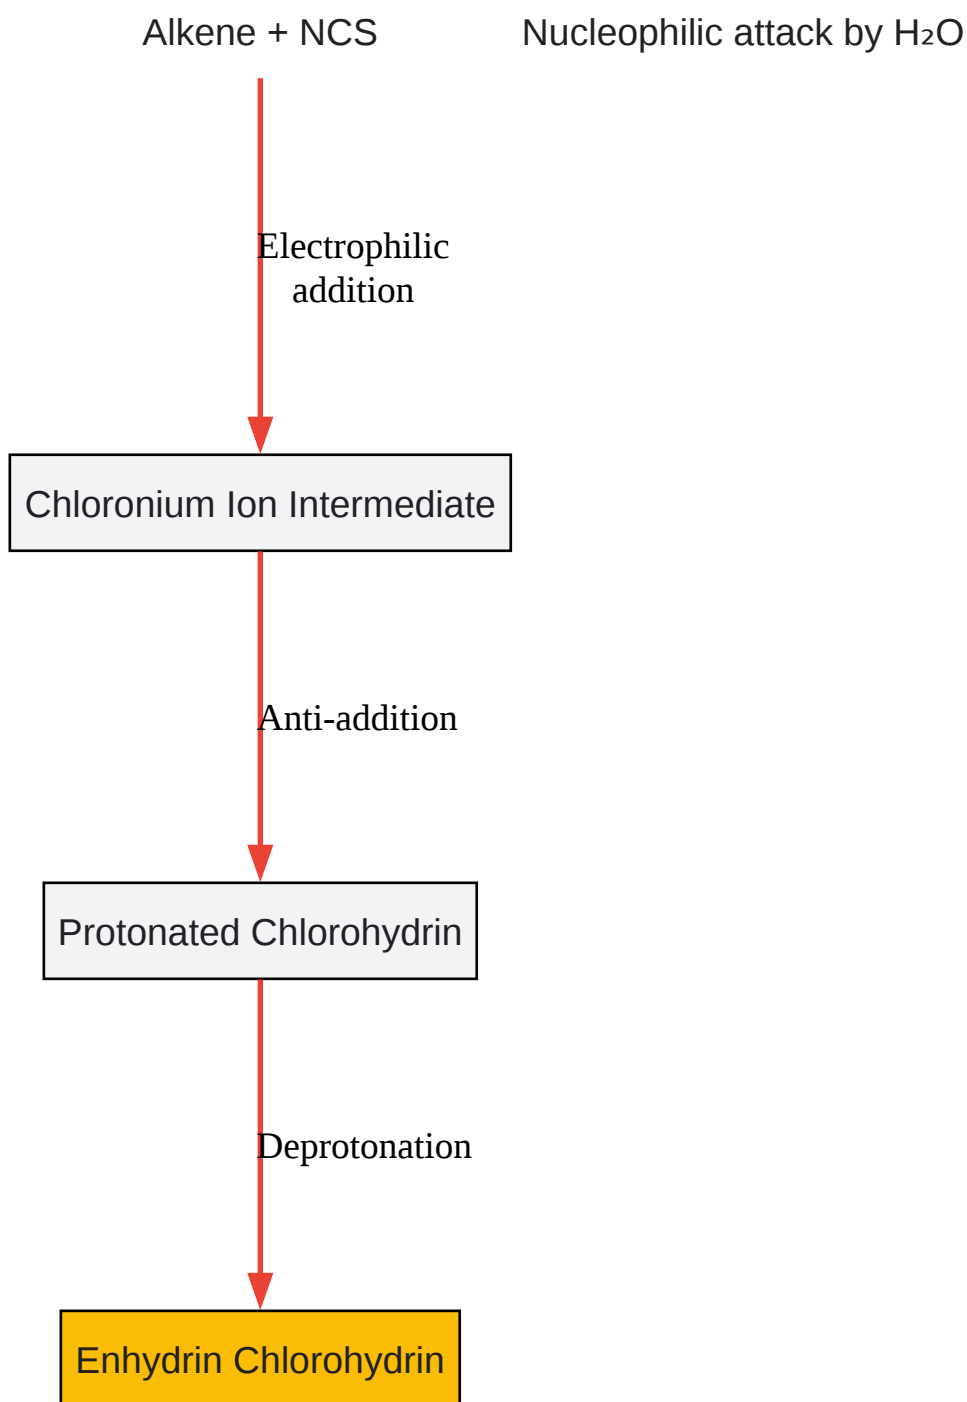 Alkene + NCS
Nucleophilic attack by H₂O
Electrophilic
addition
Chloronium Ion Intermediate
Anti-addition
Protonated Chlorohydrin
Deprotonation
Enhydrin Chlorohydrin